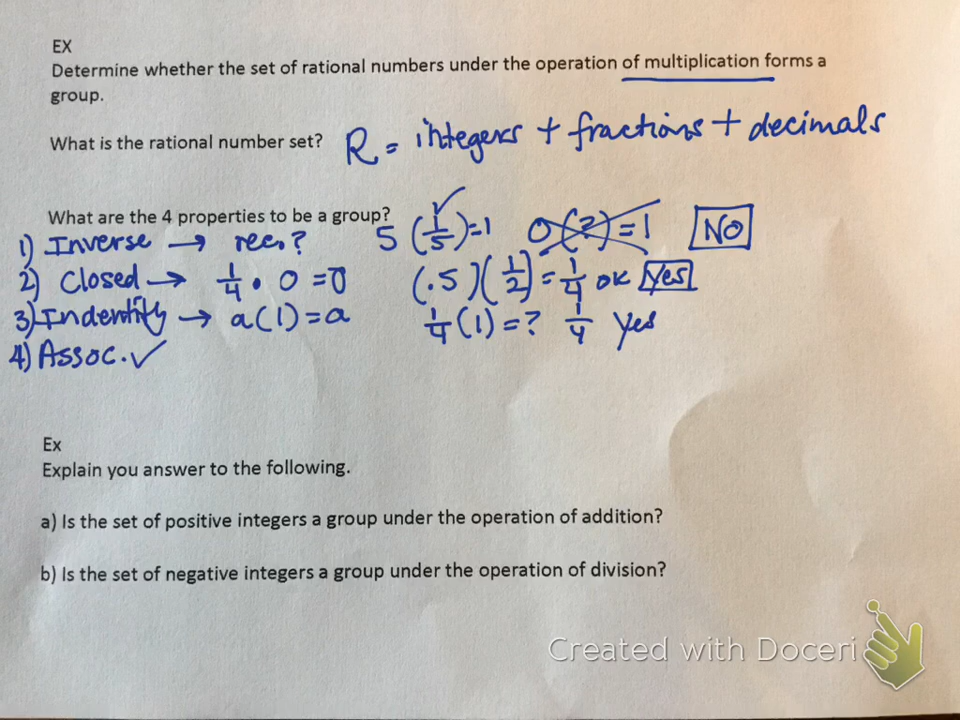 EX
Determine whether the set of rational numbers under the operation of multiplication forms a
group.
What is the rational number set? R = integers + fractions + decimals
What are the 4 properties to be a group?
1) Inverse → rec.? 5 (1/5) = 1 ✓ 0 (?) = 1 NO
2) Closed → 1/4 · 0 = 0 (.5)(1/2) = 1/4 OK Yes
3) Indentity → a(1) = a 1/4 (1) = ? 1/4 yes
4) Assoc. ✓
Ex
Explain you answer to the following.
a) Is the set of positive integers a group under the operation of addition?
b) Is the set of negative integers a group under the operation of division?
Created with Doceri